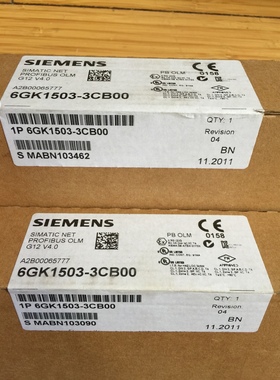 SIEMENS
SIMATIC NET
PROFIBUS OLM
G12 V4.0
PB OLM
0158
A2B00065777
6GK1503-3CB00
QTY: 1
Revision
04
1P 6GK1503-3CB00
BN
S MABN103462
11.2011
SIEMENS
SIMATIC NET
PROFIBUS OLM
G12 V4.0
PB OLM
0158
A2B00065777
6GK1503-3CB00
QTY: 1
Revision
04
1P 6GK1503-3CB00
BN
S MABN103090
11.2011